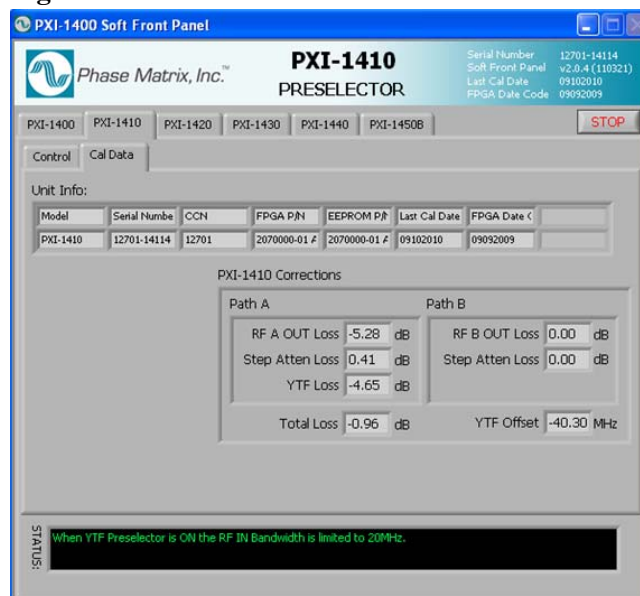 PXI-1400 Soft Front Panel
Phase Matrix, Inc.™
PXI-1410
PRESELECTOR
Serial Number 12701-14114
Soft Front Panel v2.0.4 (110321)
Last Cal Date 09102010
FPGA Date Code 09092009
PXI-1400 PXI-1410 PXI-1420 PXI-1430 PXI-1440 PXI-1450B STOP
Control Cal Data
Unit Info:
Model Serial Numbe CCN FPGA P/N EEPROM P/ Last Cal Date FPGA Date
PXI-1410 12701-14114 12701 2070000-01 2070000-01 09102010 09092009
PXI-1410 Corrections
Path A Path B
RF A OUT Loss -5.28 dB RF B OUT Loss 0.00 dB
Step Atten Loss 0.41 dB Step Atten Loss 0.00 dB
YTF Loss -4.65 dB
Total Loss -0.96 dB YTF Offset -40.30 MHz
STATUS:
When YTF Preselector is ON the RF IN Bandwidth is limited to 20MHz.